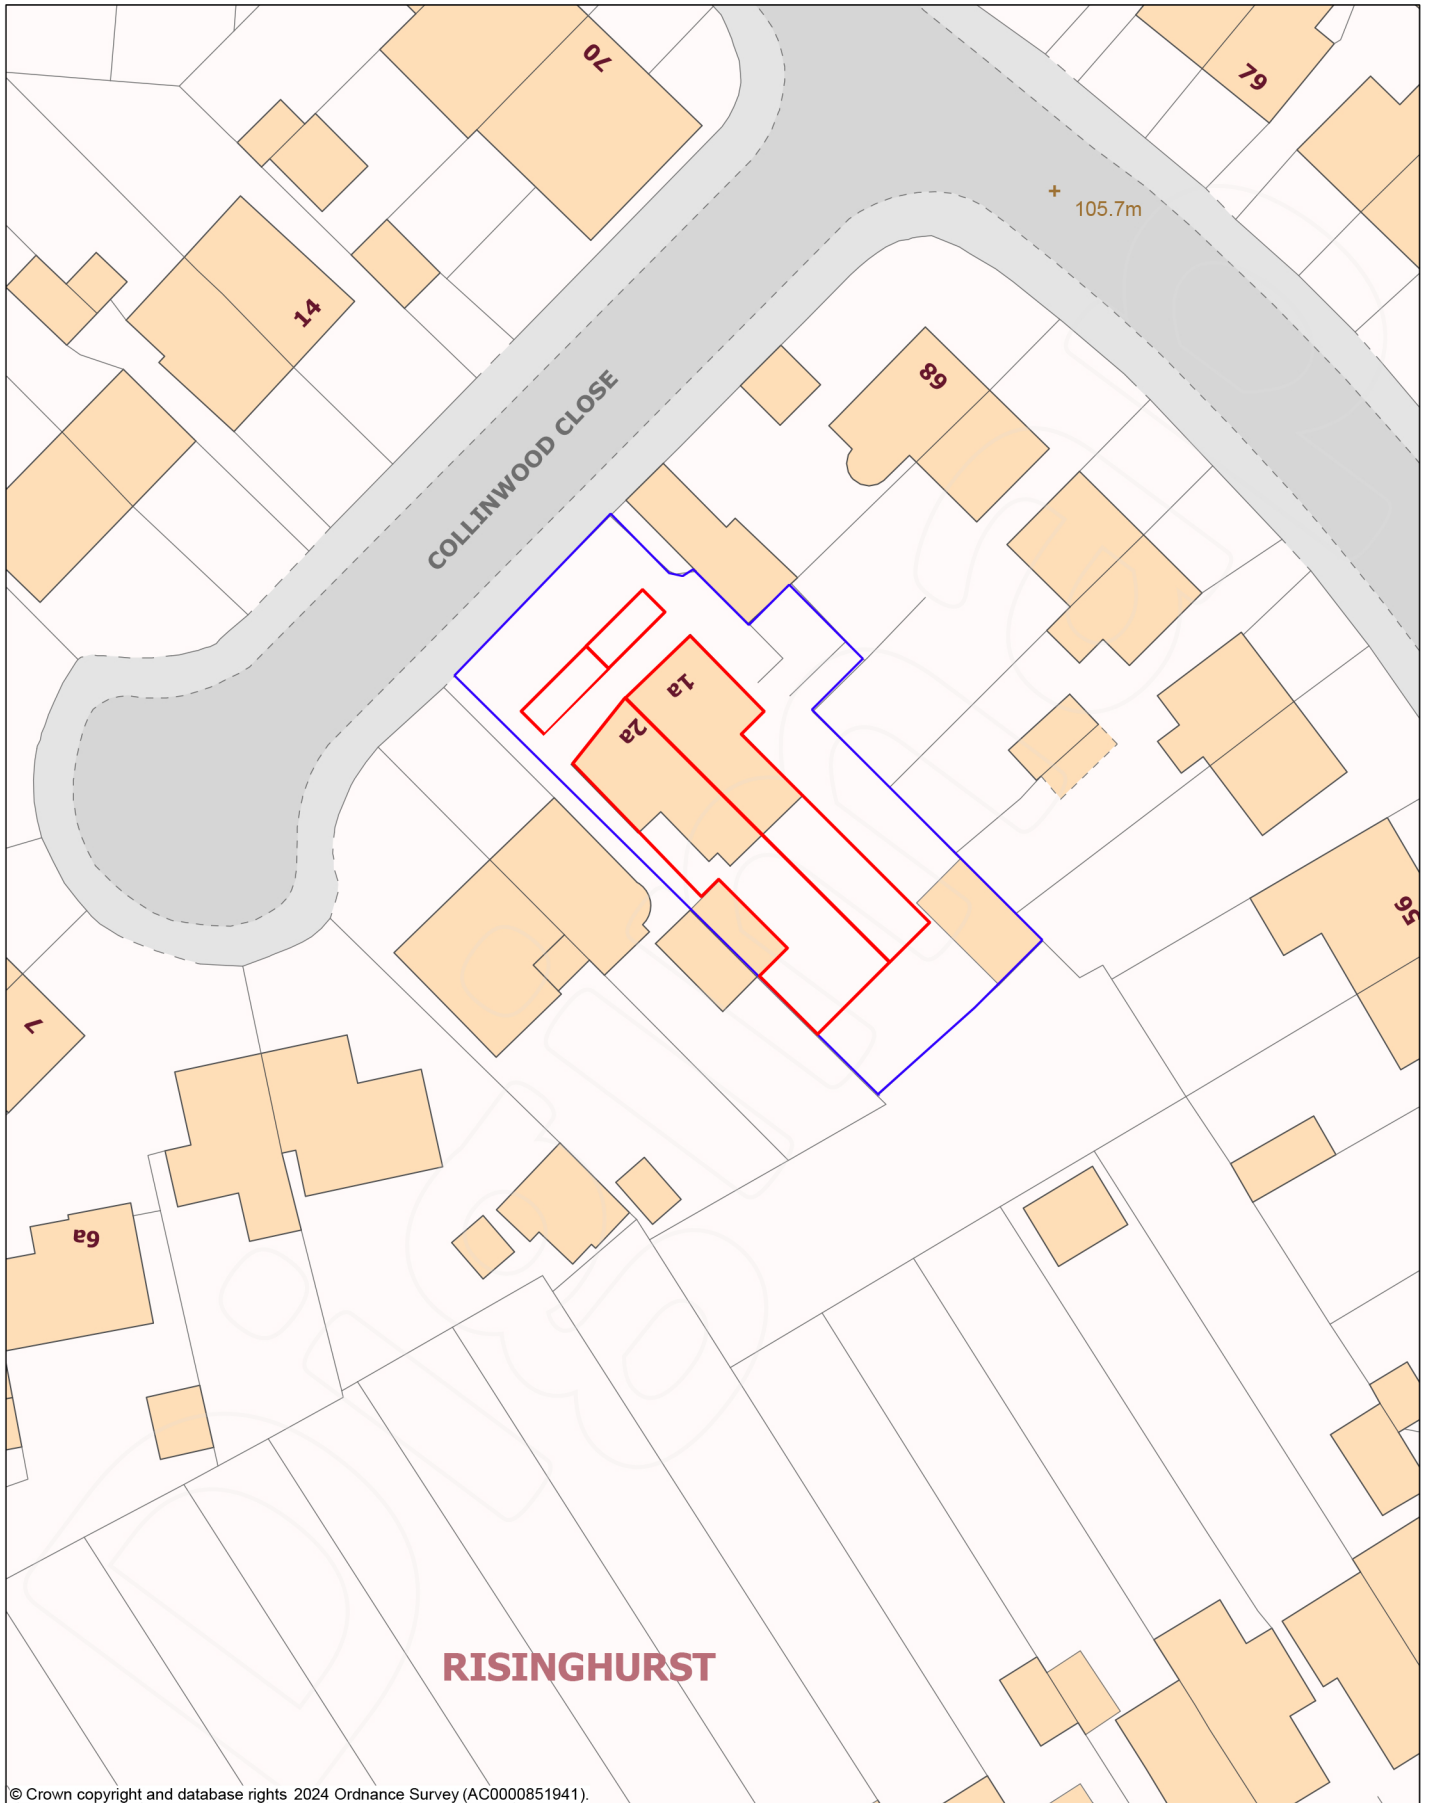 70
79
105.7m
14
68
COLLINWOOD CLOSE
1a
2a
56
7
6a
RISINGHURST
© Crown copyright and database rights 2024 Ordnance Survey (AC0000851941).